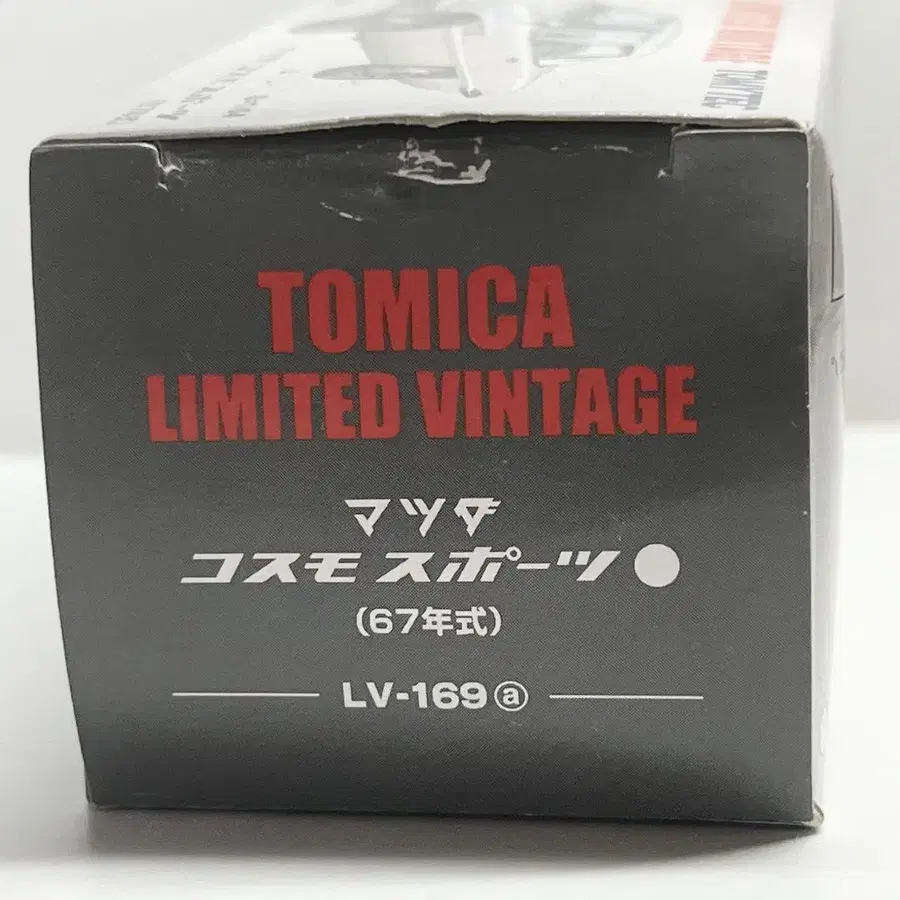 TOMICA
LIMITED VINTAGE
マツダ
コスモ スポーツ
(67年式)
LV-169ⓐ